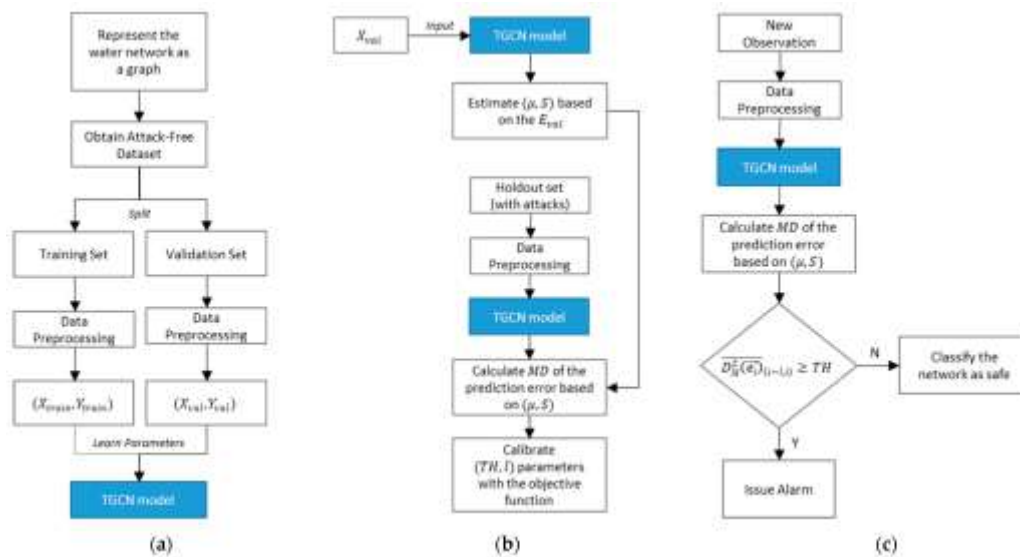 Represent the
water network as
a graph
Obtain Attack-Free
Dataset
Split
Training Set
Validation Set
Data
Preprocessing
Data
Preprocessing
(X_train, Y_train)
(X_val, Y_val)
Learn Parameters
TGCN model
(a)
X_val
Input
TGCN model
Estimate (μ, S) based
on the E_val
Holdout set
(with attacks)
Data
Preprocessing
TGCN model
Calculate MD of the
prediction error based
on (μ, S)
Calibrate
(TH, l) parameters
with the objective
function
(b)
New
Observation
Data
Preprocessing
TGCN model
Calculate MD of the
prediction error
based on (μ, S)
≥ TH
N
Classify the
network as safe
Y
Issue Alarm
(c)